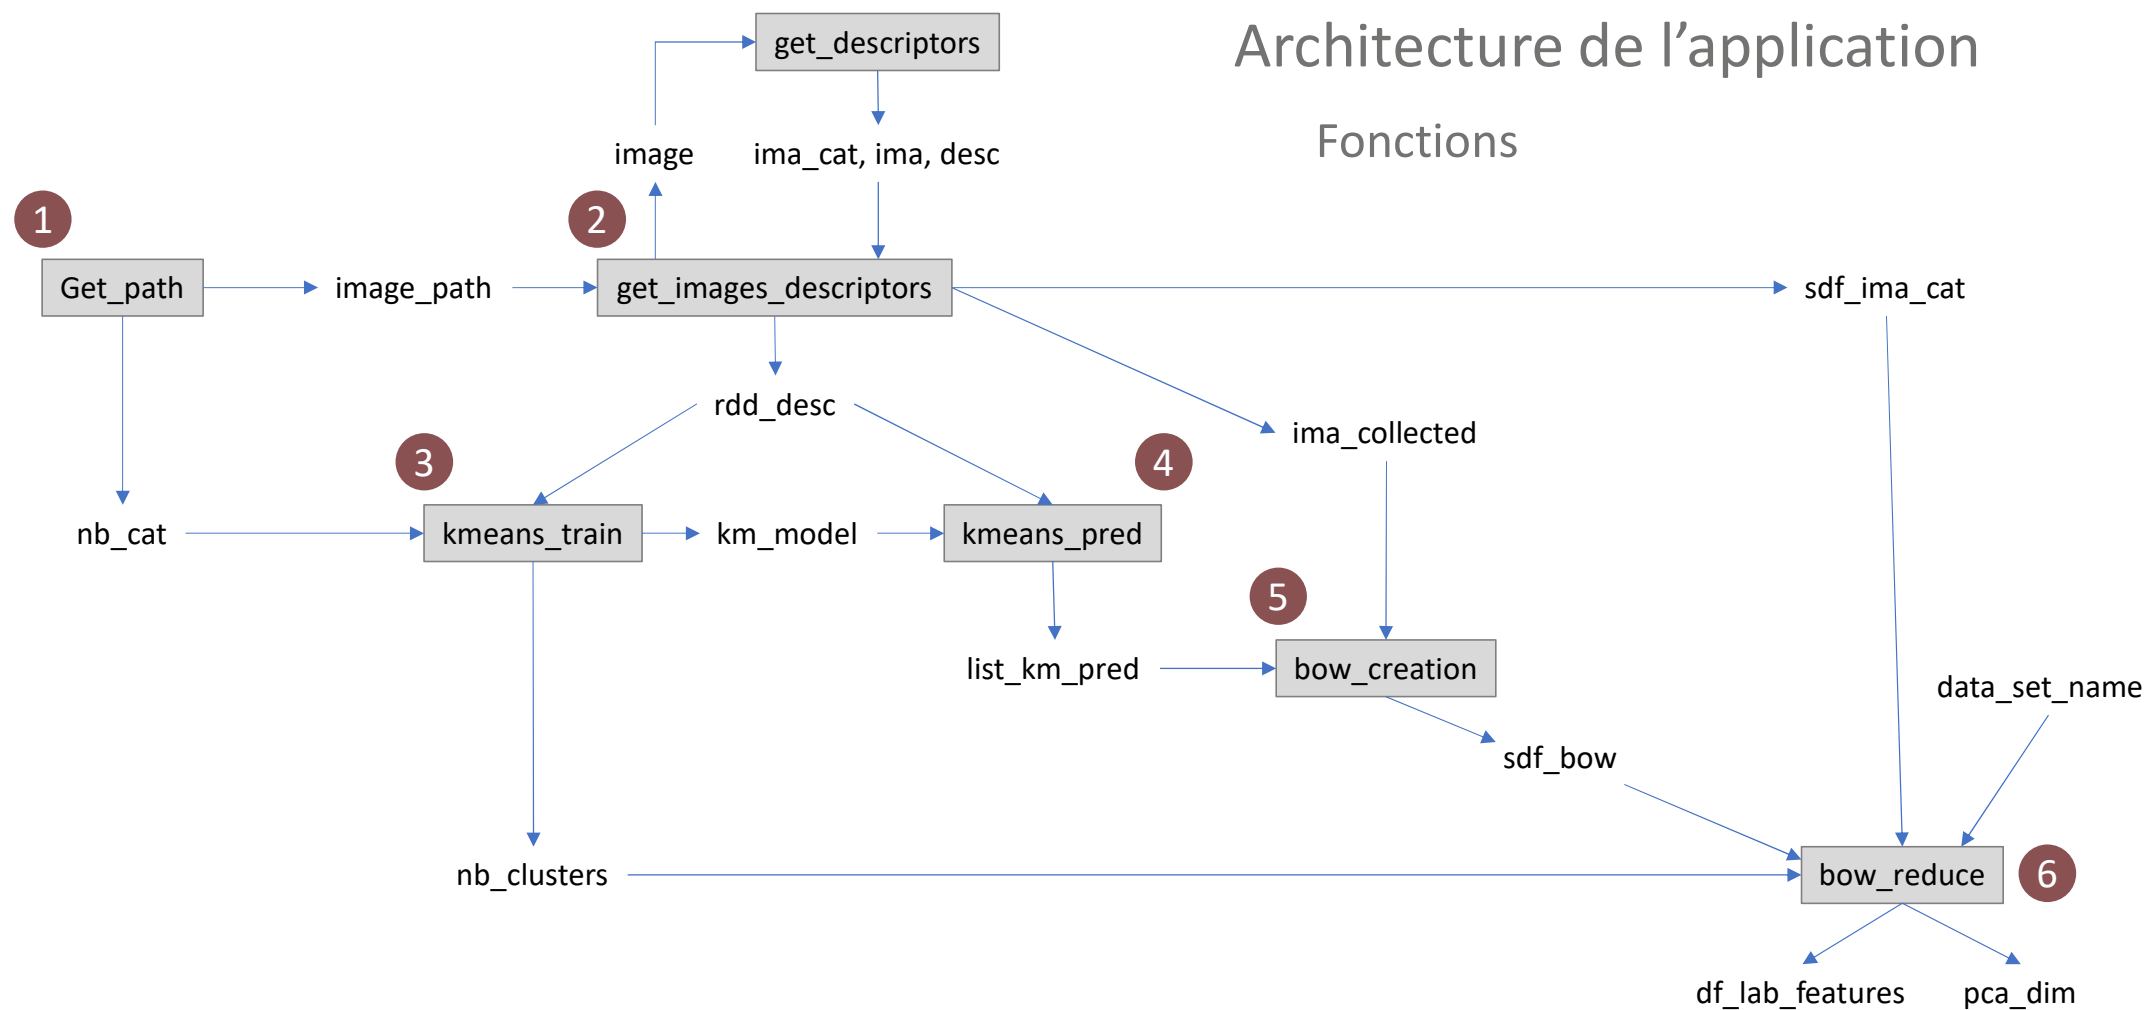 Architecture de l’application
Fonctions
get_descriptors
image
ima_cat, ima, desc
1
2
Get_path
image_path
get_images_descriptors
sdf_ima_cat
rdd_desc
ima_collected
3
4
nb_cat
kmeans_train
km_model
kmeans_pred
5
list_km_pred
bow_creation
data_set_name
sdf_bow
nb_clusters
bow_reduce
6
df_lab_features
pca_dim